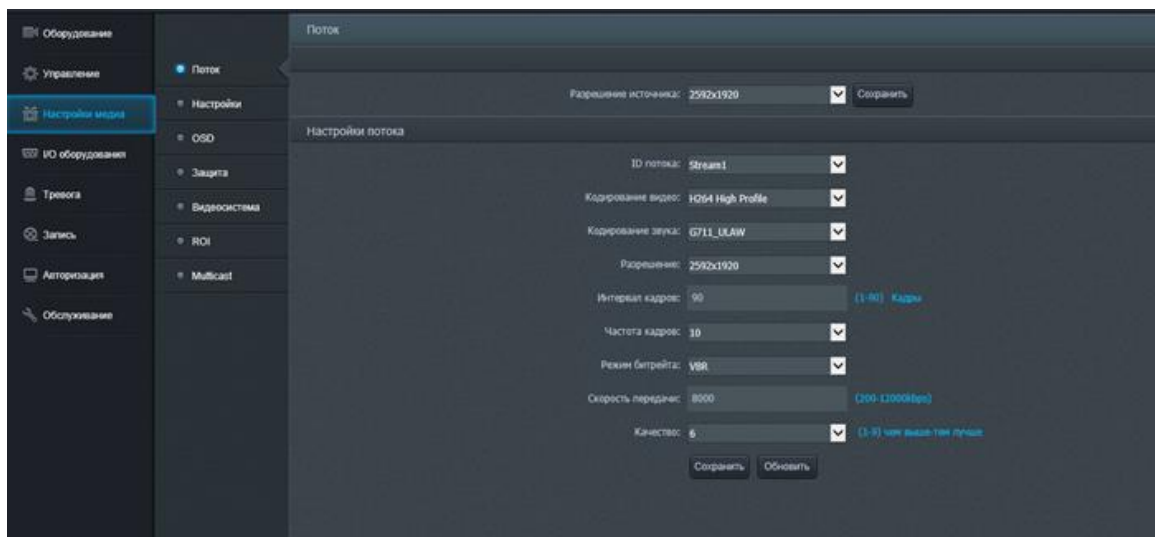 Оборудование
Управление
Настройки медиа
I/O оборудования
Тревога
Запись
Авторизация
Обслуживание
Поток
Настройки
OSD
Защита
Видеосистема
ROI
Multicast
Поток
Разрешение источника: 2592x1920 Сохранить
Настройки потока
ID потока: Stream1
Кодирование видео: H264 High Profile
Кодирование звука: G711_ULAW
Разрешение: 2592x1920
Интервал кадров: 90 (1-90) Кадры
Частота кадров: 10
Режим битрейта: VBR
Скорость передачи: 8000 (200-12000kbps)
Качество: 6 (1-9) чем выше-тем лучше
Сохранить Обновить